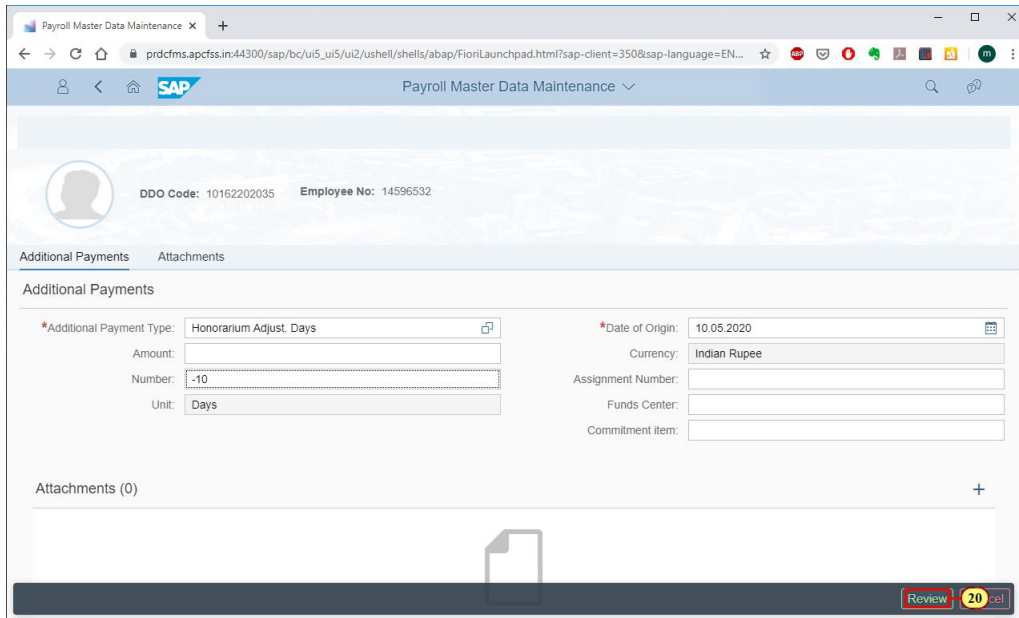 Payroll Master Data Maintenance
prdcfms.apcfss.in:44300/sap/bc/ui5_ui5/ui2/ushell/shells/abap/FioriLaunchpad.html?sap-client=350&sap-language=EN...
ABP
m
SAP
Payroll Master Data Maintenance
DDO Code: 10162202035 Employee No: 14596532
Additional Payments Attachments
Additional Payments
*Additional Payment Type: Honorarium Adjust. Days *Date of Origin: 10.05.2020
Amount: Currency: Indian Rupee
Number: -10 Assignment Number:
Unit: Days Funds Center:
Commitment item:
Attachments (0)
Review 20 cel